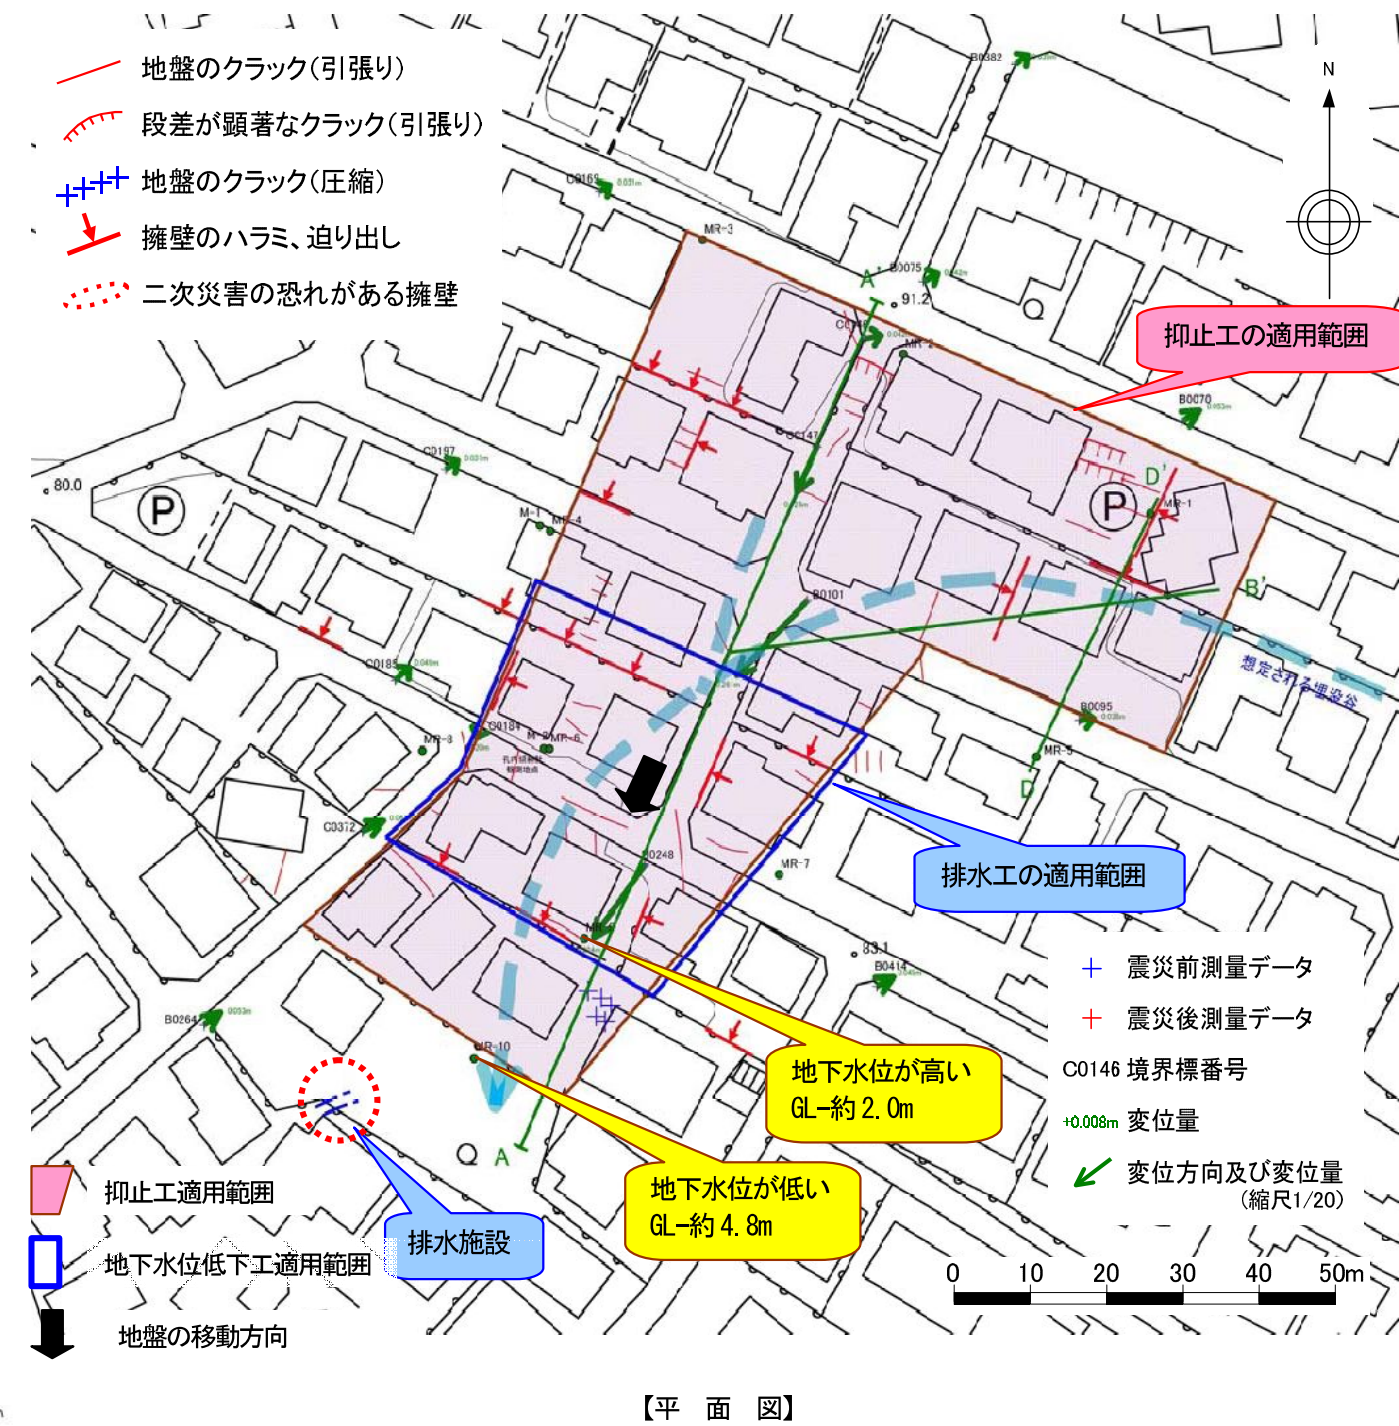 地盤のクラック(引張り)
段差が顕著なクラック(引張り)
地盤のクラック(圧縮)
擁壁のハラミ、迫り出し
二次災害の恐れがある擁壁
N
B0382
MR-3
B0075
A'
91.2
Q
抑止工の適用範囲
MR-2
B0070
C0147
80.0
P
P
D'
MR-1
M-1
MR-4
B'
B0101
C0185
想定される埋没谷
B0095
C0184
MR-8
MR-6
MR-5
D
C0372
排水工の適用範囲
MR-7
83.1
B0414
B0264
MR-10
地下水位が高い
GL-約2.0m
Q
A
地下水位が低い
GL-約4.8m
排水施設
震災前測量データ
震災後測量データ
C0146 境界標番号
+0.008m 変位量
変位方向及び変位量
(縮尺1/20)
抑止工適用範囲
地下水位低下工適用範囲
地盤の移動方向
0 10 20 30 40 50m
【平 面 図】